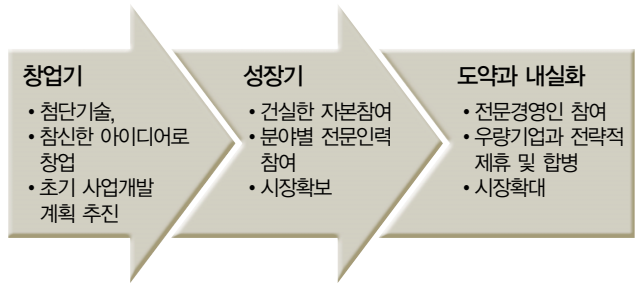 창업기
• 첨단기술,
• 참신한 아이디어로
창업
• 초기 사업개발
계획 추진
성장기
• 건실한 자본참여
• 분야별 전문인력
참여
• 시장확보
도약과 내실화
• 전문경영인 참여
• 우량기업과 전략적
제휴 및 합병
• 시장확대